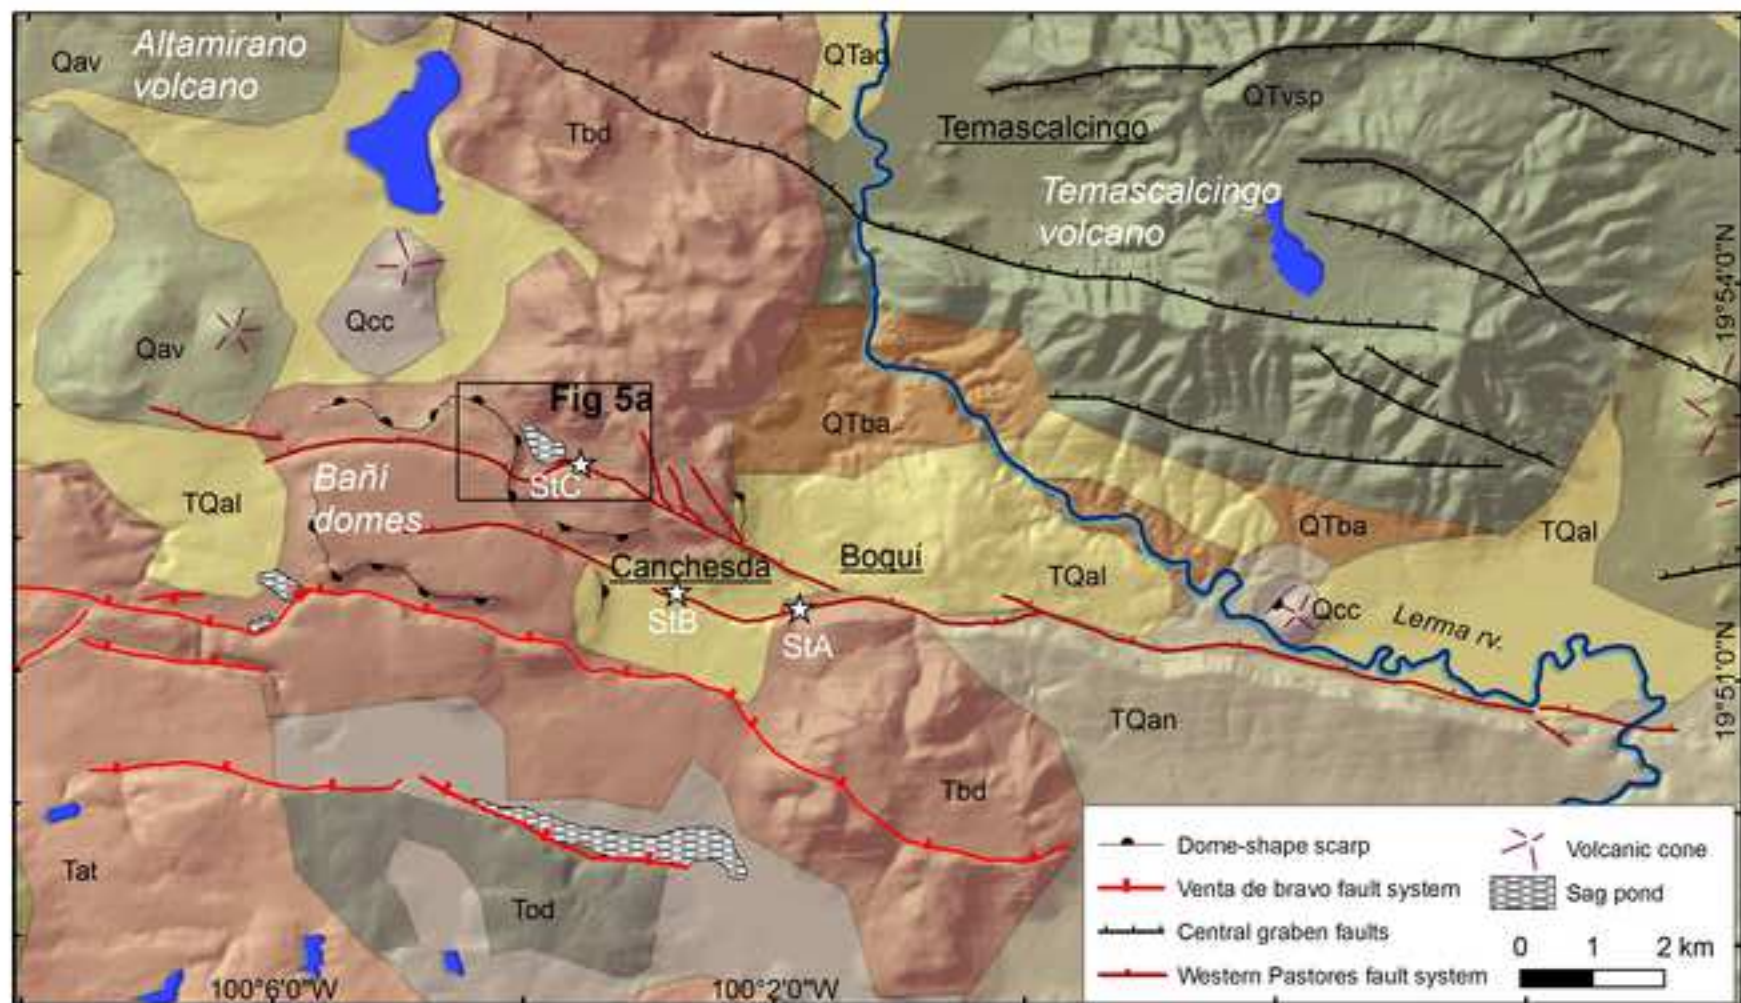 Altamirano
volcano
Qav
QTao
QTvsp
Tbd
Temascalcingo
Temascalcingo
volcano
Qcc
Qav
19°54'0"N
Fig 5a
QTba
StC
Bañí
domes
TQal
QTba
TQal
Canchesda
Boquí
TQal
StB
StA
Qcc
Lerma rv.
19°51'0"N
TQan
Tbd
Tat
Tod
100°6'0"W
100°2'0"W
Dome-shape scarp
Venta de bravo fault system
Central graben faults
Western Pastores fault system
Volcanic cone
Sag pond
0 1 2 km